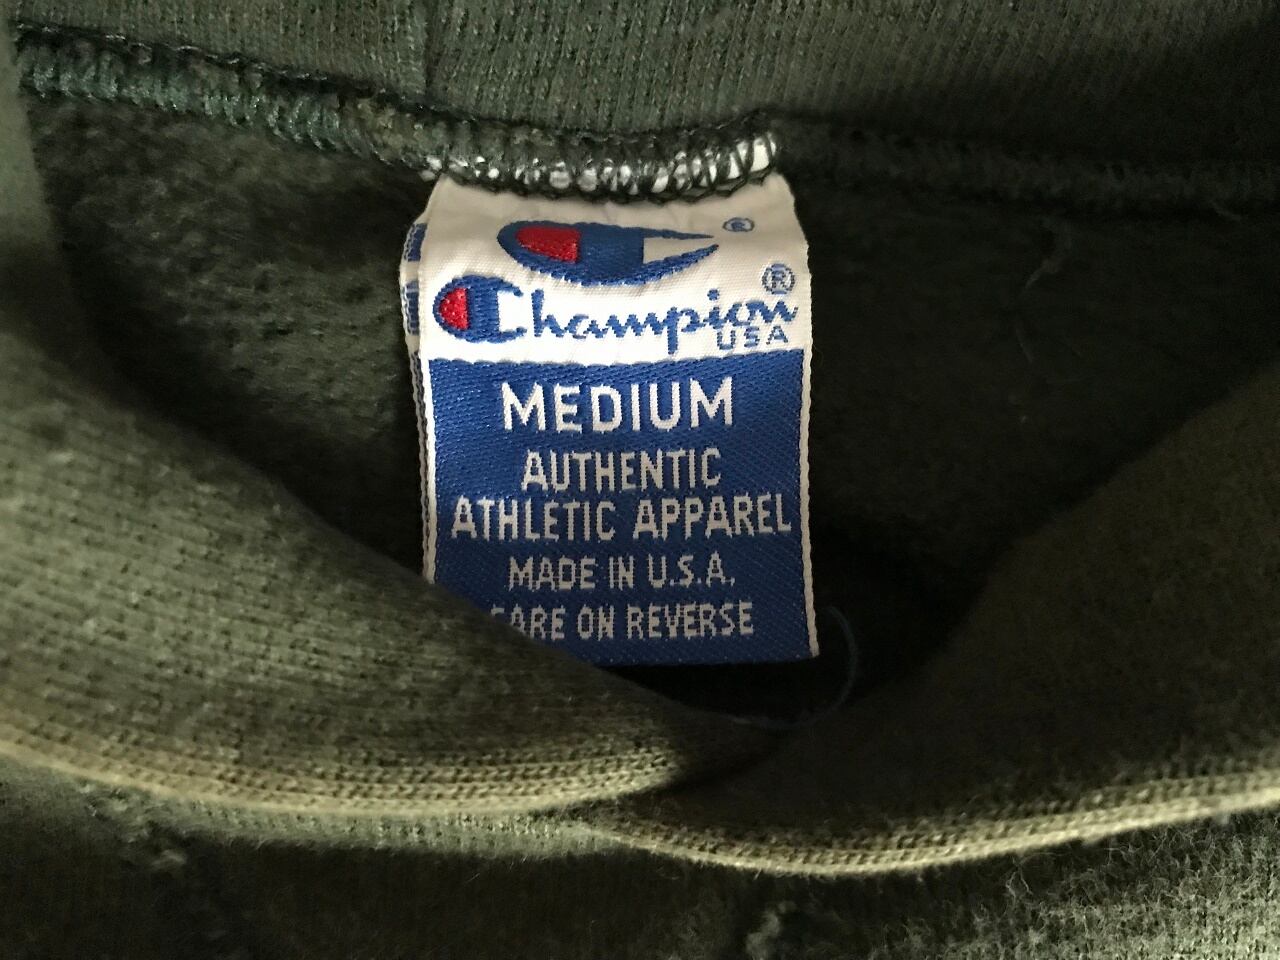 ®
Champion®
USA
MEDIUM
AUTHENTIC
ATHLETIC APPAREL
MADE IN U.S.A.
CARE ON REVERSE